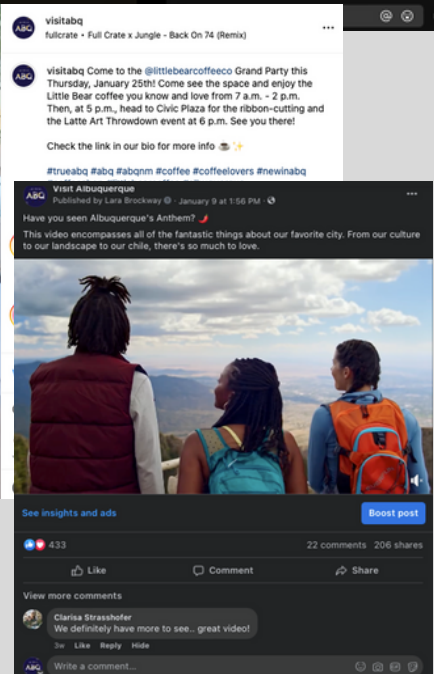 visitabq
fullcrate • Full Crate x Jungle - Back On 74 (Remix)
ABQ
visitabq Come to the @littlebearcoffeeco Grand Party this
Thursday, January 25th! Come see the space and enjoy the
Little Bear coffee you know and love from 7 a.m. - 2 p.m.
Then, at 5 p.m., head to Civic Plaza for the ribbon-cutting and
the Latte Art Throwdown event at 6 p.m. See you there!
Check the link in our bio for more info ☕✨
#trueabq #abq #abqnm #coffee #coffeelovers #newinabq
ABQ
Visit Albuquerque
Published by Lara Brockway · January 9 at 1:56 PM ·
Have you seen Albuquerque's Anthem? 🌶️
This video encompasses all of the fantastic things about our favorite city. From our culture
to our landscape to our chile, there's so much to love.
See insights and ads
Boost post
433
22 comments 206 shares
Like Comment Share
View more comments
Clarisa Strasshofer
We definitely have more to see.. great video!
3w Like Reply Hide
ABQ
Write a comment...